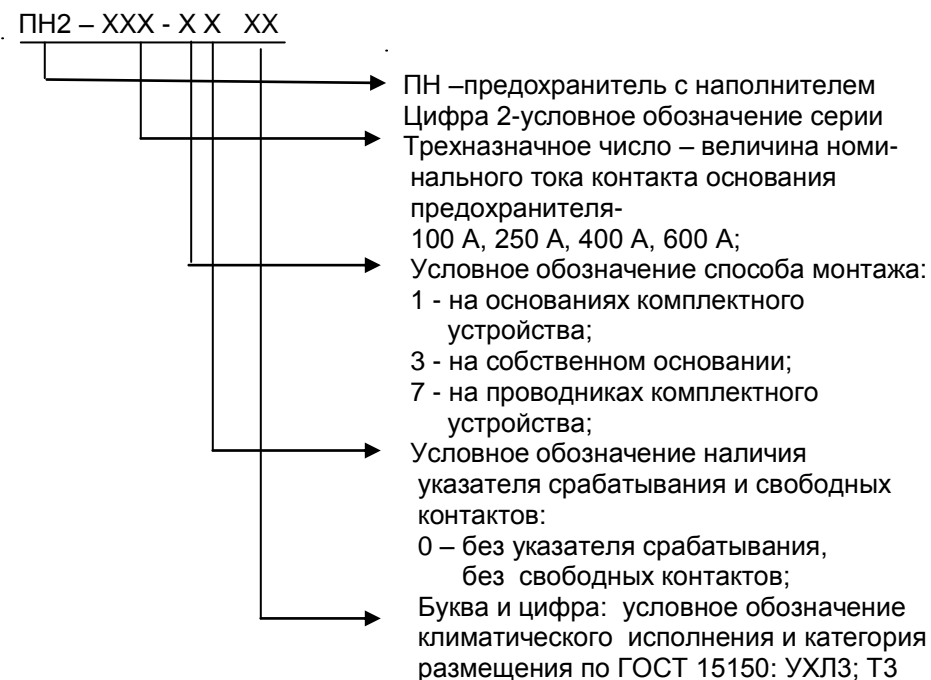 ПН2 – ХХХ - Х Х ХХ
ПН –предохранитель с наполнителем
Цифра 2-условное обозначение серии
Трехназначное число – величина номи-
нального тока контакта основания
предохранителя-
100 А, 250 А, 400 А, 600 А;
Условное обозначение способа монтажа:
1 - на основаниях комплектного
устройства;
3 - на собственном основании;
7 - на проводниках комплектного
устройства;
Условное обозначение наличия
указателя срабатывания и свободных
контактов:
0 – без указателя срабатывания,
без свободных контактов;
Буква и цифра: условное обозначение
климатического исполнения и категория
размещения по ГОСТ 15150: УХЛ3; Т3